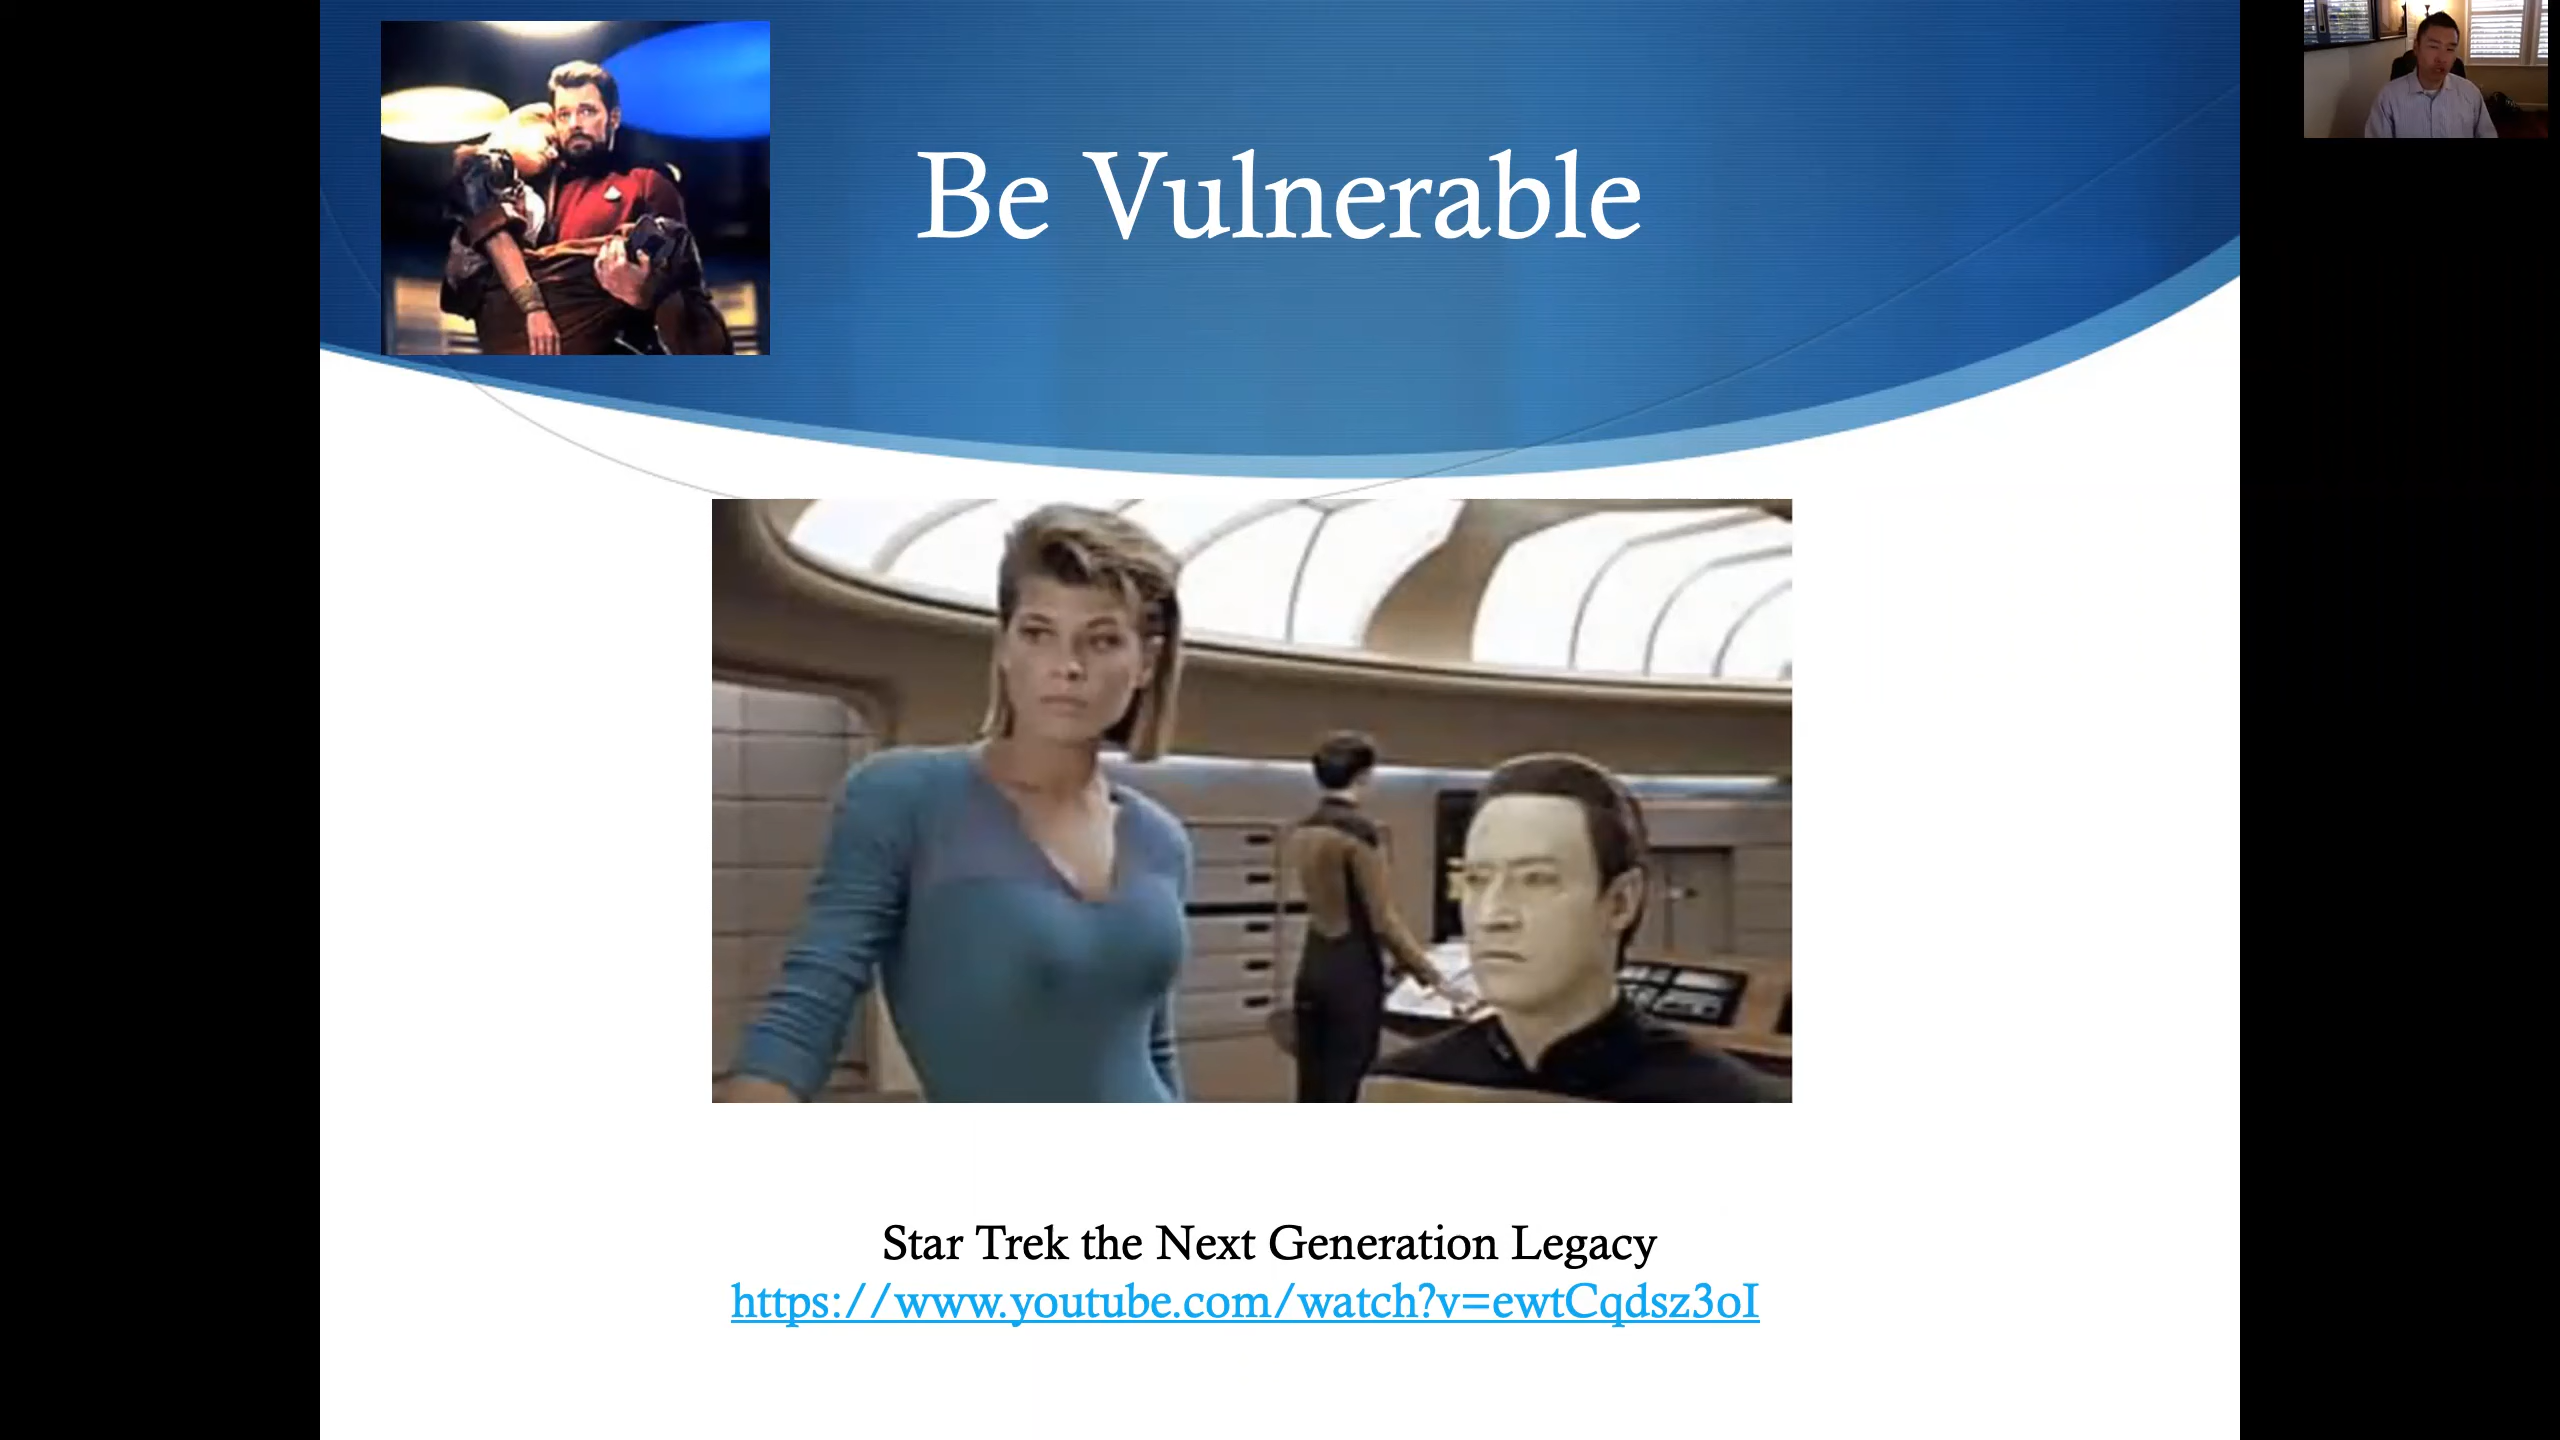 Be Vulnerable
Star Trek the Next Generation Legacy
https://www.youtube.com/watch?v=ewtCqdsz3oI